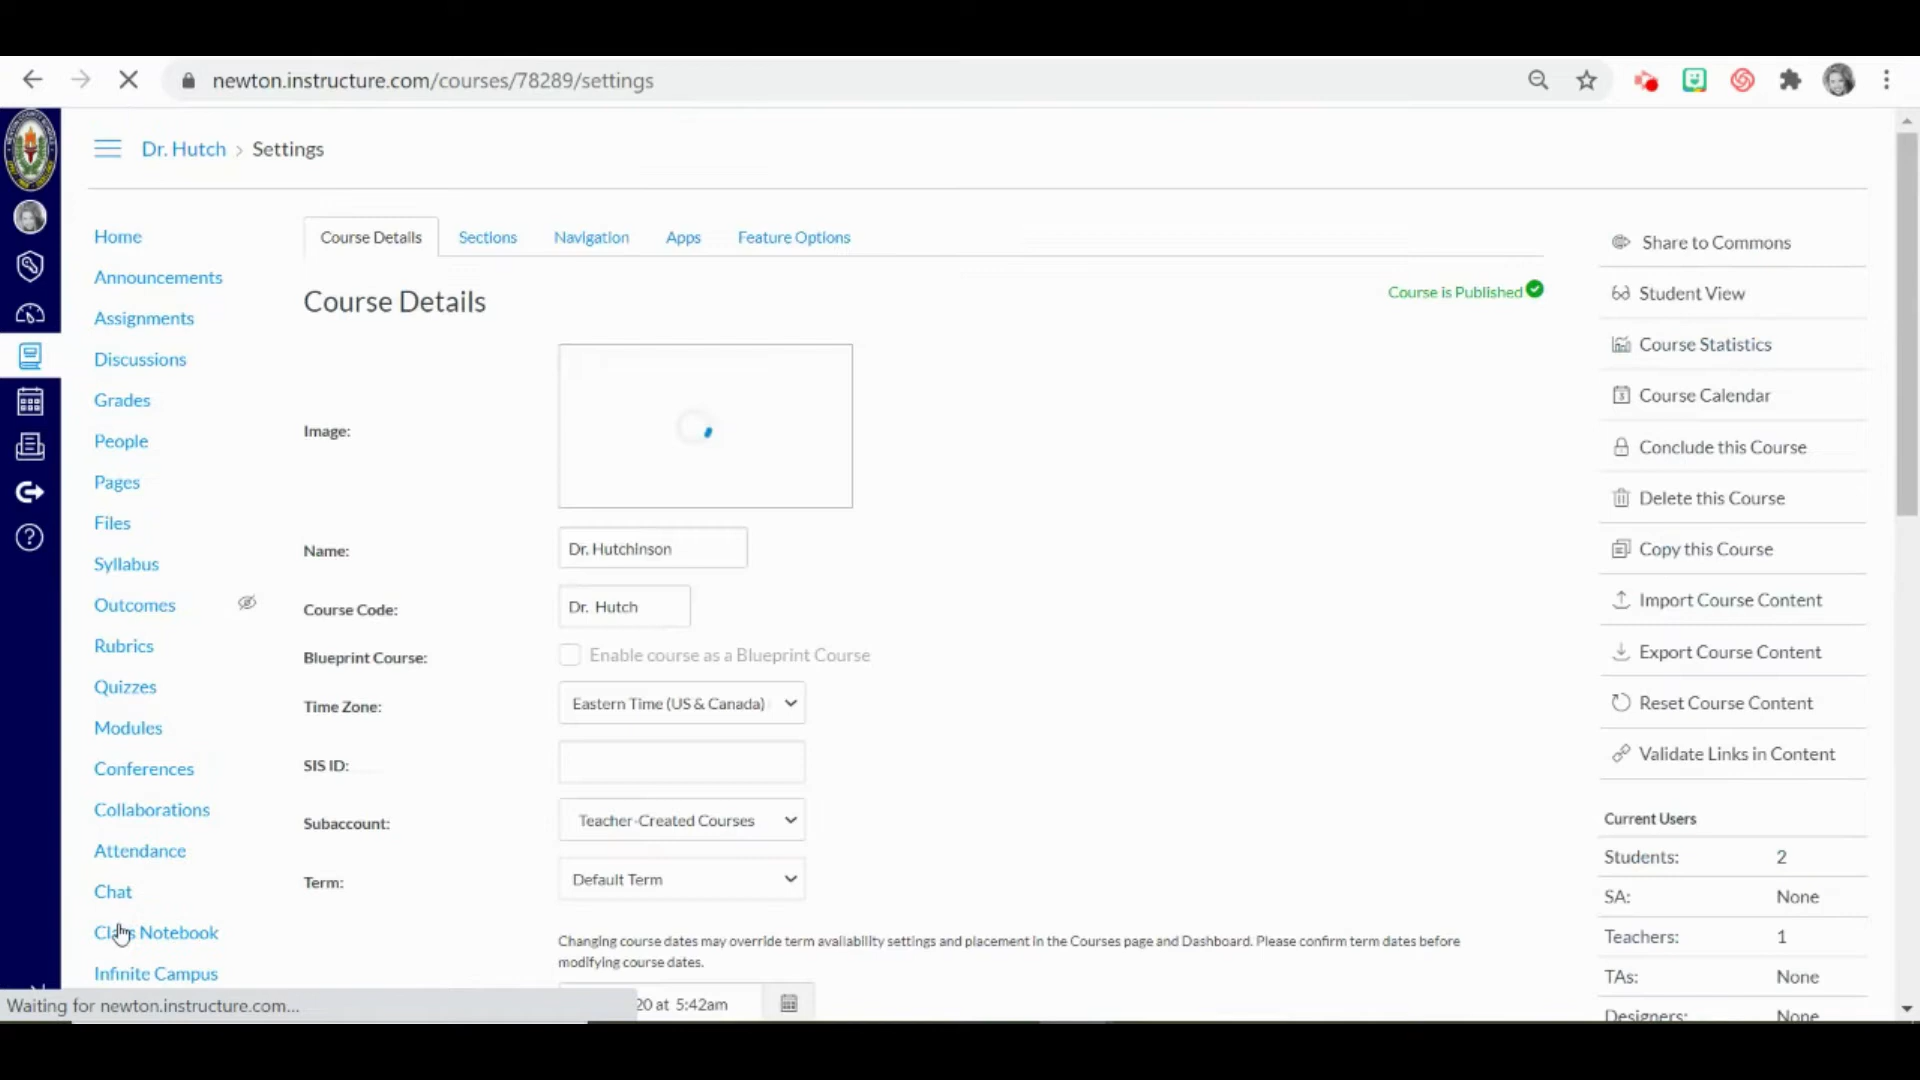 newton.instructure.com/courses/78289/settings
Dr. Hutch > Settings
Home
Announcements
Assignments
Discussions
Grades
People
Pages
Files
Syllabus
Outcomes
Rubrics
Quizzes
Modules
Conferences
Collaborations
Attendance
Chat
Class Notebook
Infinite Campus
Waiting for newton.instructure.com...
Course Details Sections Navigation Apps Feature Options
Course Details
Course is Published
Image:
Name: Dr. Hutchinson
Course Code: Dr. Hutch
Blueprint Course: Enable course as a Blueprint Course
Time Zone: Eastern Time (US & Canada)
SIS ID:
Subaccount: Teacher-Created Courses
Term: Default Term
Changing course dates may override term availability settings and placement in the Courses page and Dashboard. Please confirm term dates before
modifying course dates.
20 at 5:42am
Share to Commons
Student View
Course Statistics
Course Calendar
Conclude this Course
Delete this Course
Copy this Course
Import Course Content
Export Course Content
Reset Course Content
Validate Links in Content
Current Users
Students: 2
SA: None
Teachers: 1
TAs: None
Designers: None